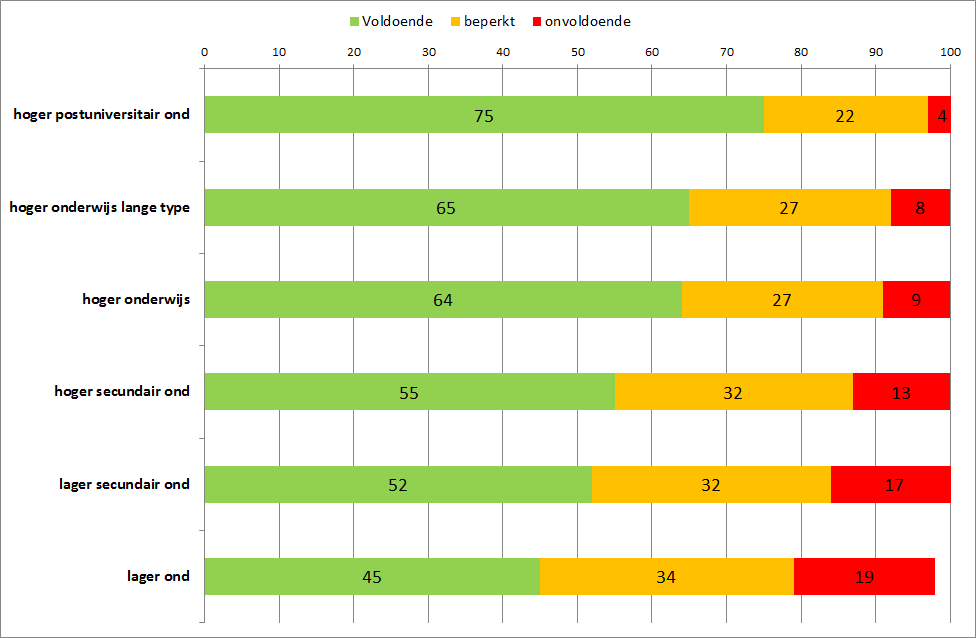 Voldoende beperkt onvoldoende
0 10 20 30 40 50 60 70 80 90 100
hoger postuniversitair ond 75 22 4
hoger onderwijs lange type 65 27 8
hoger onderwijs 64 27 9
hoger secundair ond 55 32 13
lager secundair ond 52 32 17
lager ond 45 34 19